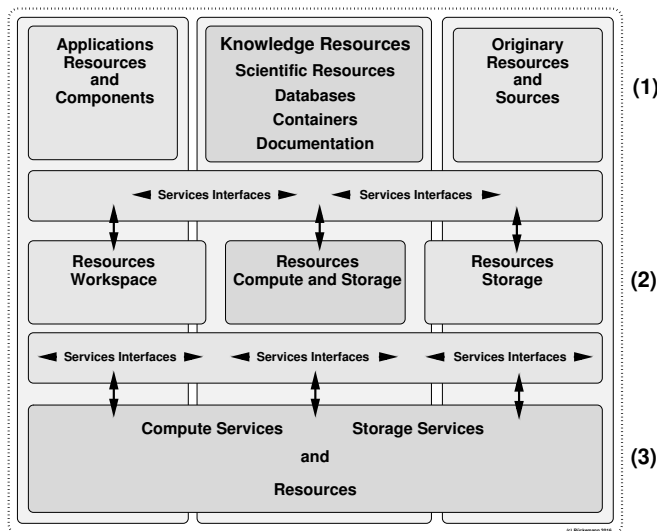 Applications
Resources
and
Components
Knowledge Resources
Scientific Resources
Databases
Containers
Documentation
Originary
Resources
and
Sources
(1)
Services Interfaces
Services Interfaces
Resources
Workspace
Resources
Compute and Storage
Resources
Storage
(2)
Services Interfaces
Services Interfaces
Services Interfaces
Compute Services
Storage Services
and
Resources
(3)